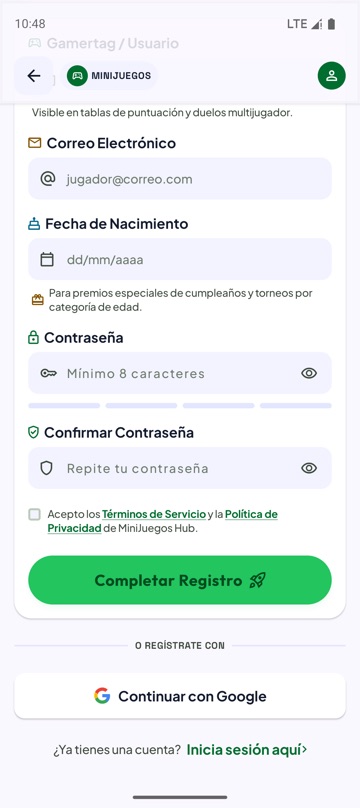 10:48
LTE
Gamertag / Usuario
MINIJUEGOS
Visible en tablas de puntuación y duelos multijugador.
Correo Electrónico
jugador@correo.com
Fecha de Nacimiento
dd/mm/aaaa
Para premios especiales de cumpleaños y torneos por
categoría de edad.
Contraseña
Mínimo 8 caracteres
Confirmar Contraseña
Repite tu contraseña
Acepto los Términos de Servicio y la Política de
Privacidad de MiniJuegos Hub.
Completar Registro
O REGÍSTRATE CON
Continuar con Google
¿Ya tienes una cuenta? Inicia sesión aquí